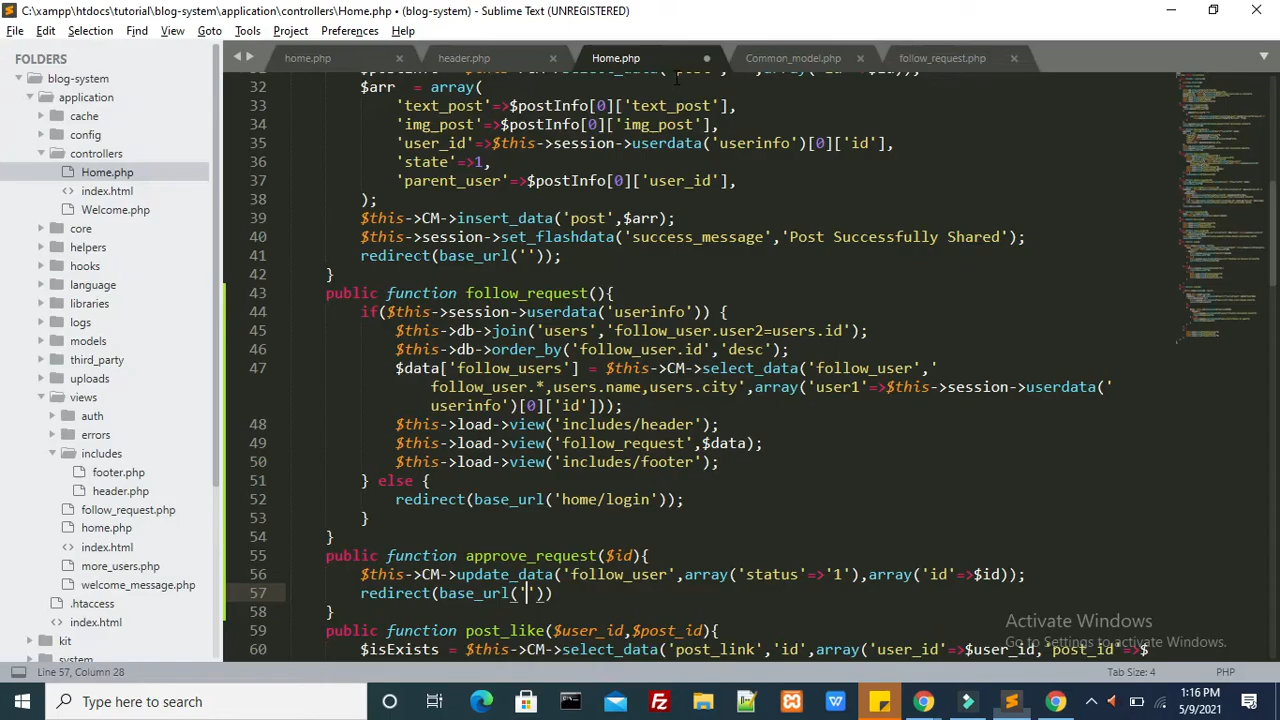 C:\xampp\htdocs\tutorial\blog-system\application\controllers\Home.php • (blog-system) - Sublime Text (UNREGISTERED)
File Edit Selection Find View Goto Tools Project Preferences Help
FOLDERS
blog-system
application
cache
config
controllers
Home.php
index.html
Welcome.php
core
helpers
hooks
language
libraries
logs
models
third_party
uploads
views
auth
errors
includes
footer.php
header.php
follow_request.php
home.php
index.html
more_users.php
welcome_message.php
.htaccess
index.html
kit
system
home.php header.php Home.php Common_model.php follow_request.php
32 $arr = array(
33 'text_post'=>$postInfo[0]['text_post'],
34 'img_post'=>$postInfo[0]['img_post'],
35 'user_id'=>$this->session->userdata('userinfo')[0]['id'],
36 'state'=>1,
37 'parent_user'=>$postInfo[0]['user_id'],
38 );
39 $this->CM->insert_data('post',$arr);
40 $this->session->set_flashdata('success_message','Post Successfully Shared');
41 redirect(base_url(''));
42 }
43 public function follow_request(){
44 if($this->session->userdata('userinfo')) {
45 $this->db->join('users','follow_user.user2=users.id');
46 $this->db->order_by('follow_user.id','desc');
47 $data['follow_users'] = $this->CM->select_data('follow_user','
follow_user.*,users.name,users.city',array('user1'=>$this->session->userdata('
userinfo')[0]['id']));
48 $this->load->view('includes/header');
49 $this->load->view('follow_request',$data);
50 $this->load->view('includes/footer');
51 } else {
52 redirect(base_url('home/login'));
53 }
54 }
55 public function approve_request($id){
56 $this->CM->update_data('follow_user',array('status'=>'1'),array('id'=>$id));
57 redirect(base_url(''))
58 }
59 public function post_like($user_id,$post_id){
60 $isExists = $this->CM->select_data('post_link','id',array('user_id'=>$user_id,'post_id'=>$
Activate Windows
Go to Settings to activate Windows.
Line 57, Column 28
Tab Size: 4
PHP
Type here to search
1:16 PM
5/9/2021